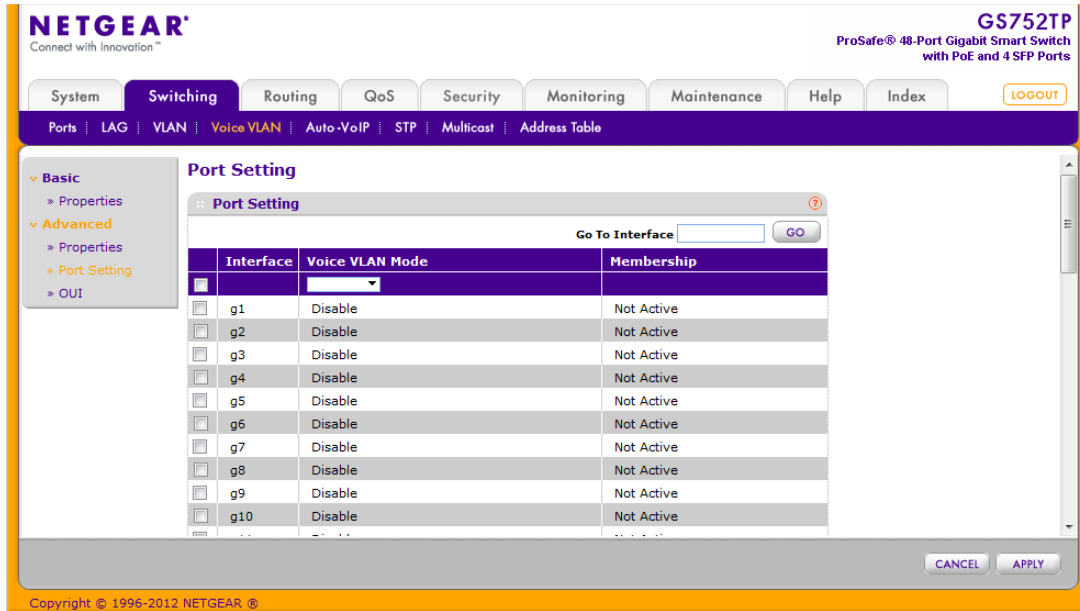 NETGEAR®
Connect with Innovation™
GS752TP
ProSafe® 48-Port Gigabit Smart Switch
with PoE and 4 SFP Ports
System Switching Routing QoS Security Monitoring Maintenance Help Index LOGOUT
Ports LAG VLAN Voice VLAN Auto-VoIP STP Multicast Address Table
Basic
» Properties
Advanced
» Properties
» Port Setting
» OUI
Port Setting
Port Setting ?
Go To Interface GO
Interface Voice VLAN Mode Membership
g1 Disable Not Active
g2 Disable Not Active
g3 Disable Not Active
g4 Disable Not Active
g5 Disable Not Active
g6 Disable Not Active
g7 Disable Not Active
g8 Disable Not Active
g9 Disable Not Active
g10 Disable Not Active
CANCEL APPLY
Copyright © 1996-2012 NETGEAR ®